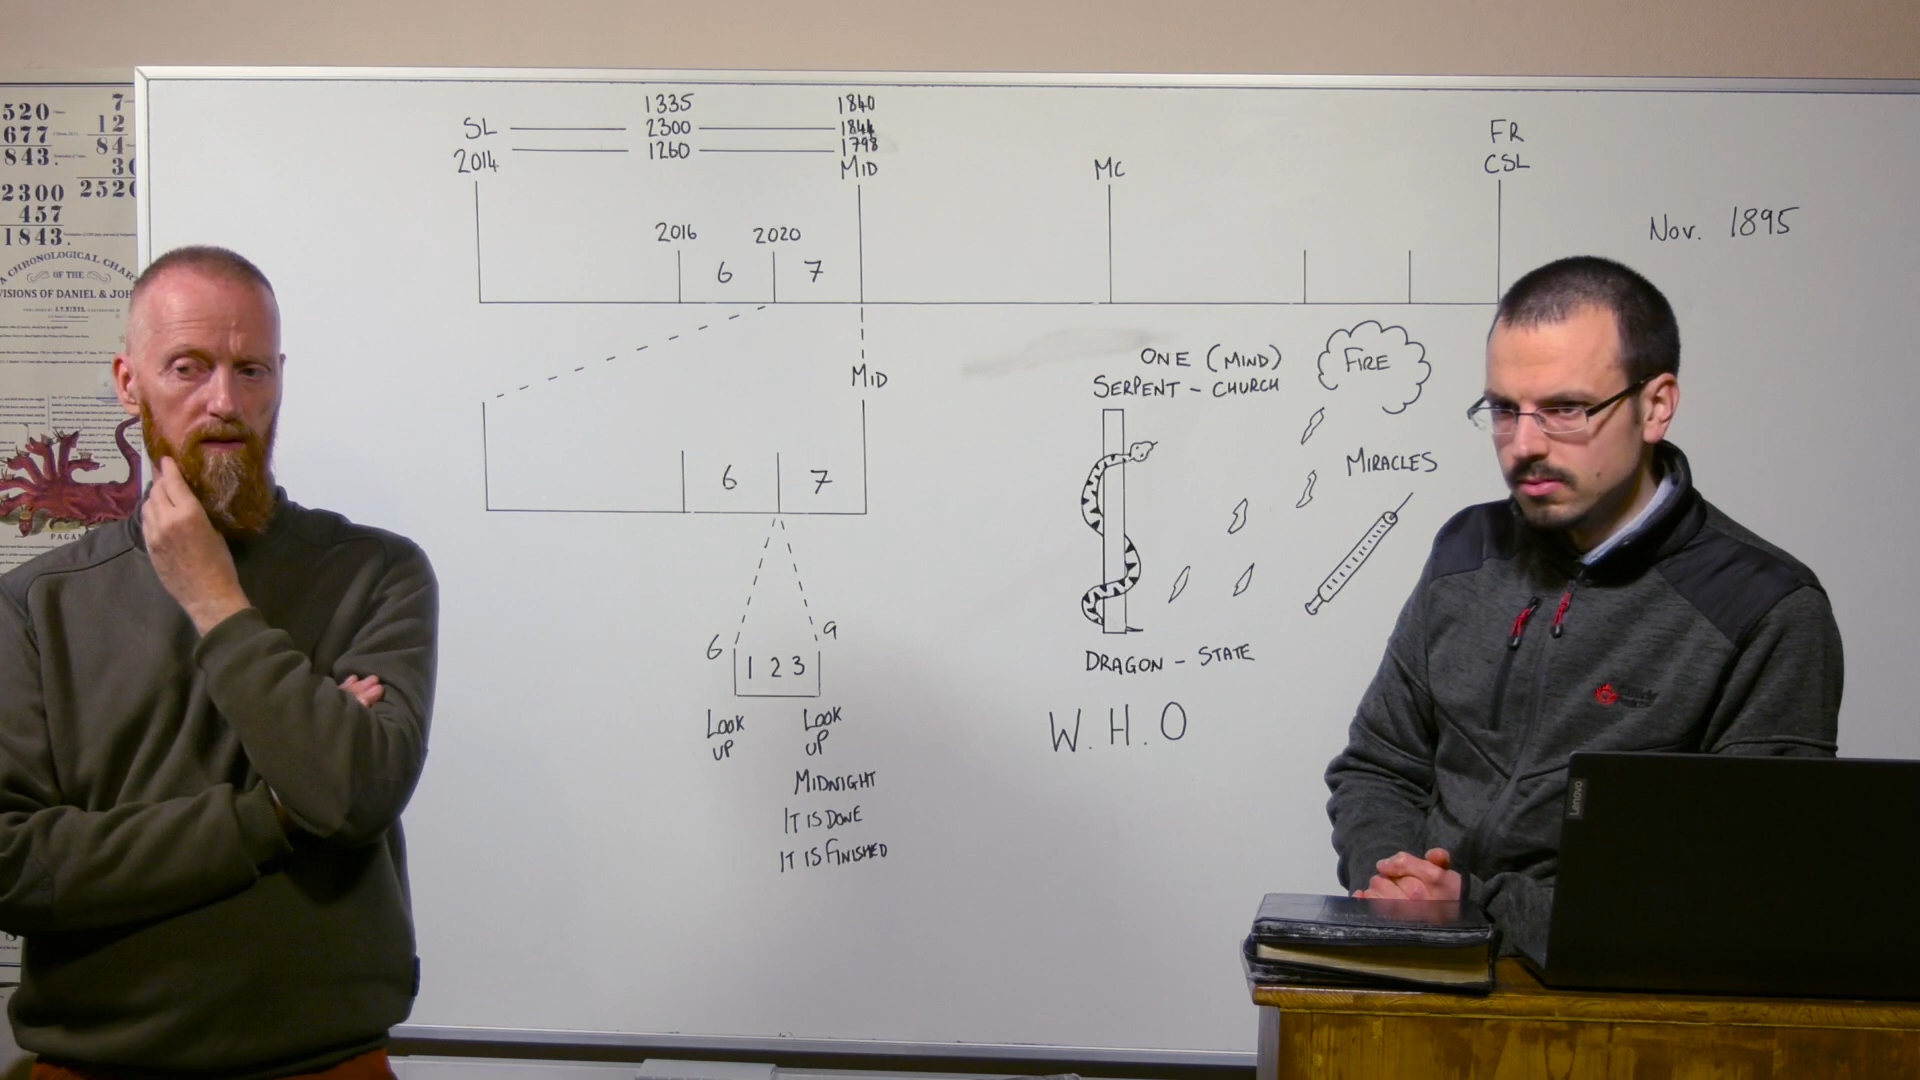 520
677
843.
7
12
84
30
2520
2300
457
1843.
A CHRONOLOGICAL CHAR
OF THE
VISIONS OF DANIEL & JOH
PAGAN
1335
1840
SL
2300
1844
1260
1798
2014
MID
MC
FR
CSL
Nov. 1895
2016
2020
6
7
MID
6
7
6
9
1 2 3
LOOK
UP
LOOK
UP
MIDNIGHT
IT IS DONE
IT IS FINISHED
ONE (MIND)
SERPENT - CHURCH
FIRE
MIRACLES
DRAGON - STATE
W.H.O
Lenovo